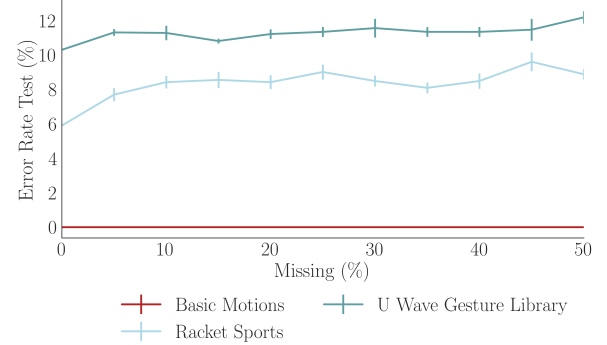 12
10
8
6
4
2
0
Error Rate Test (%)
0 10 20 30 40 50
Missing (%)
Basic Motions U Wave Gesture Library
Racket Sports